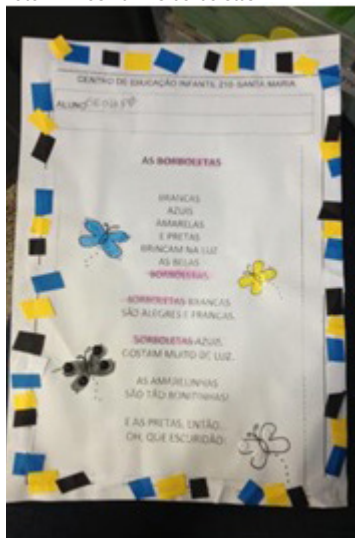 CENTRO DE EDUCAÇÃO INFANTIL 210 SANTA MARIA
ALUNO
AS BORBOLETAS
BRANCAS
AZUIS
AMARELAS
E PRETAS
BRINCAM NA LUZ
AS BELAS
BORBOLETAS.
BORBOLETAS BRANCAS
SÃO ALEGRES E FRANCAS.
BORBOLETAS AZUIS
GOSTAM MUITO DE LUZ.
AS AMARELINHAS
SÃO TÃO BONITINHAS!
E AS PRETAS, ENTÃO...
OH, QUE ESCURIDÃO!